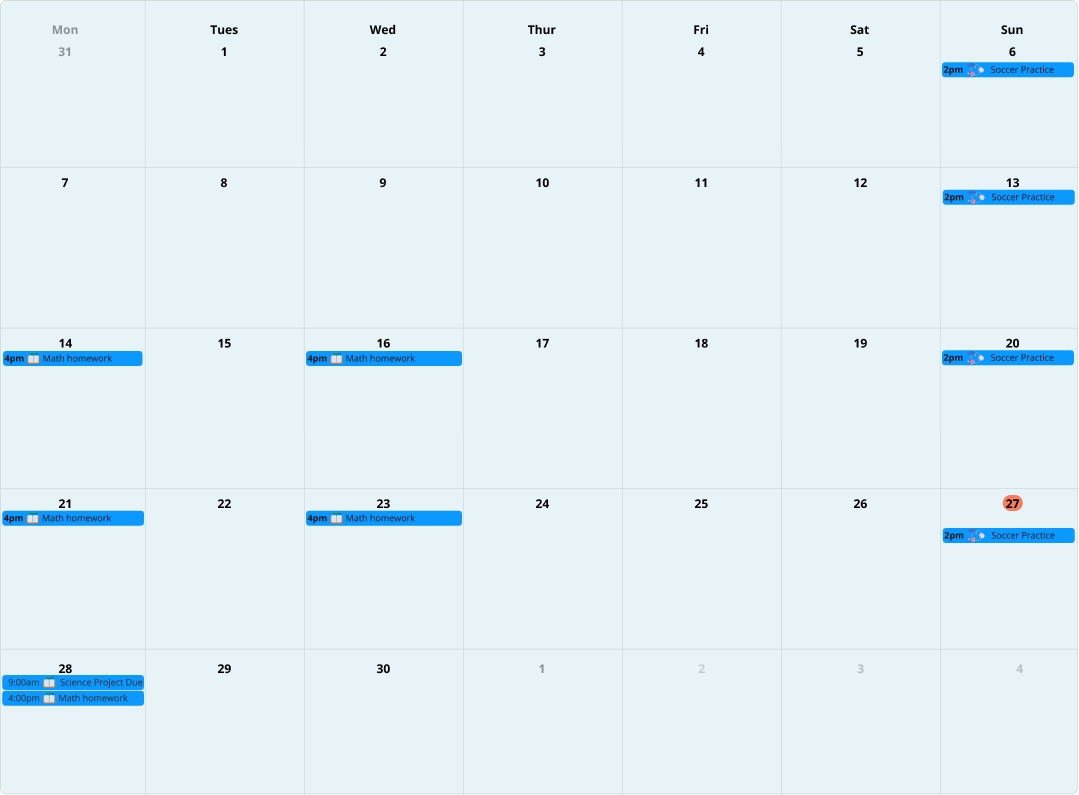 Mon Tues Wed Thur Fri Sat Sun
31 1 2 3 4 5 6
2pm Soccer Practice
7 8 9 10 11 12 13
2pm Soccer Practice
14 15 16 17 18 19 20
4pm Math homework 4pm Math homework 2pm Soccer Practice
21 22 23 24 25 26 27
4pm Math homework 4pm Math homework
2pm Soccer Practice
28 29 30 1 2 3 4
9:00am Science Project Due
4:00pm Math homework